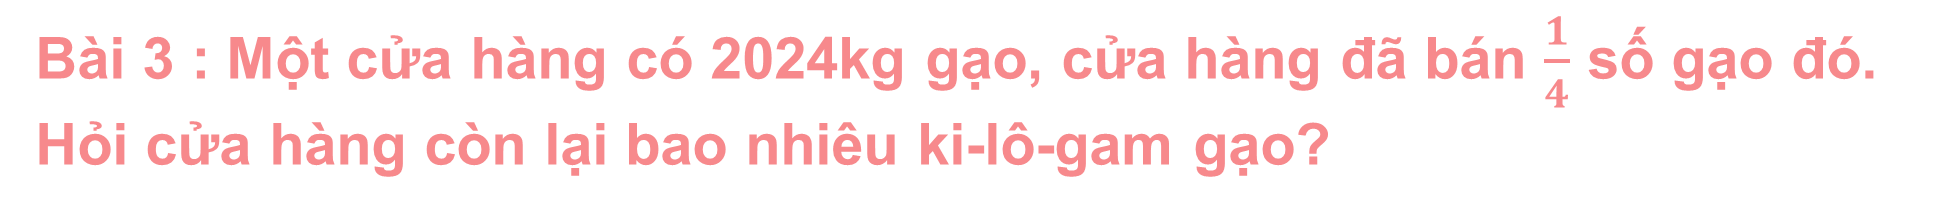 Bài 3 : Một cửa hàng có 2024kg gạo, cửa hàng đã bán 1/4 số gạo đó.
Hỏi cửa hàng còn lại bao nhiêu ki-lô-gam gạo?